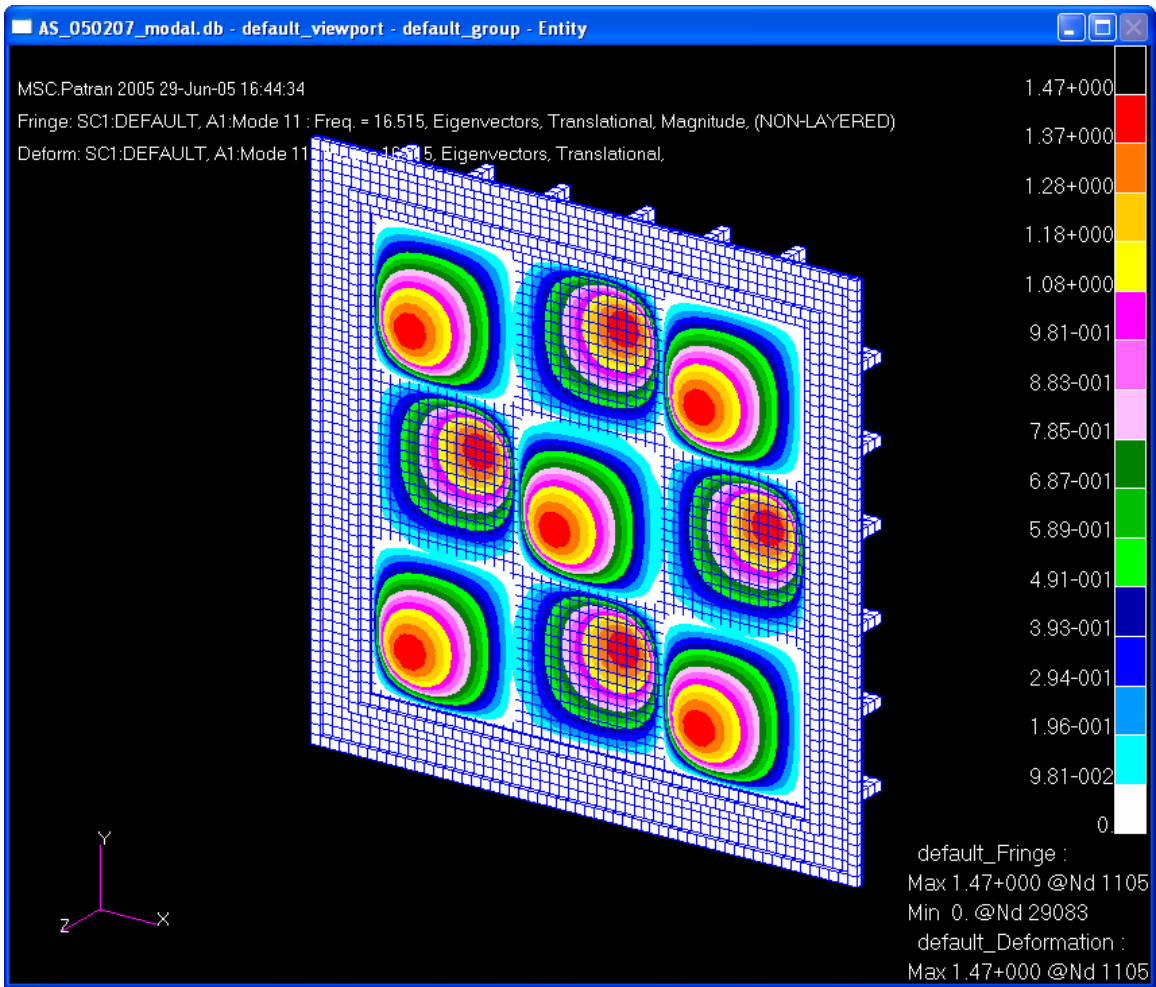 AS_050207_modal.db - default_viewport - default_group - Entity
MSC.Patran 2005 29-Jun-05 16:44:34
Fringe: SC1:DEFAULT, A1:Mode 11 : Freq. = 16.515, Eigenvectors, Translational, Magnitude, (NON-LAYERED)
Deform: SC1:DEFAULT, A1:Mode 11 5, Eigenvectors, Translational,
1.47+000
1.37+000
1.28+000
1.18+000
1.08+000
9.81-001
8.83-001
7.85-001
6.87-001
5.89-001
4.91-001
3.93-001
2.94-001
1.96-001
9.81-002
0.
default_Fringe :
Max 1.47+000 @Nd 1105
Min 0. @Nd 29083
default_Deformation :
Max 1.47+000 @Nd 1105
Y
Z
X